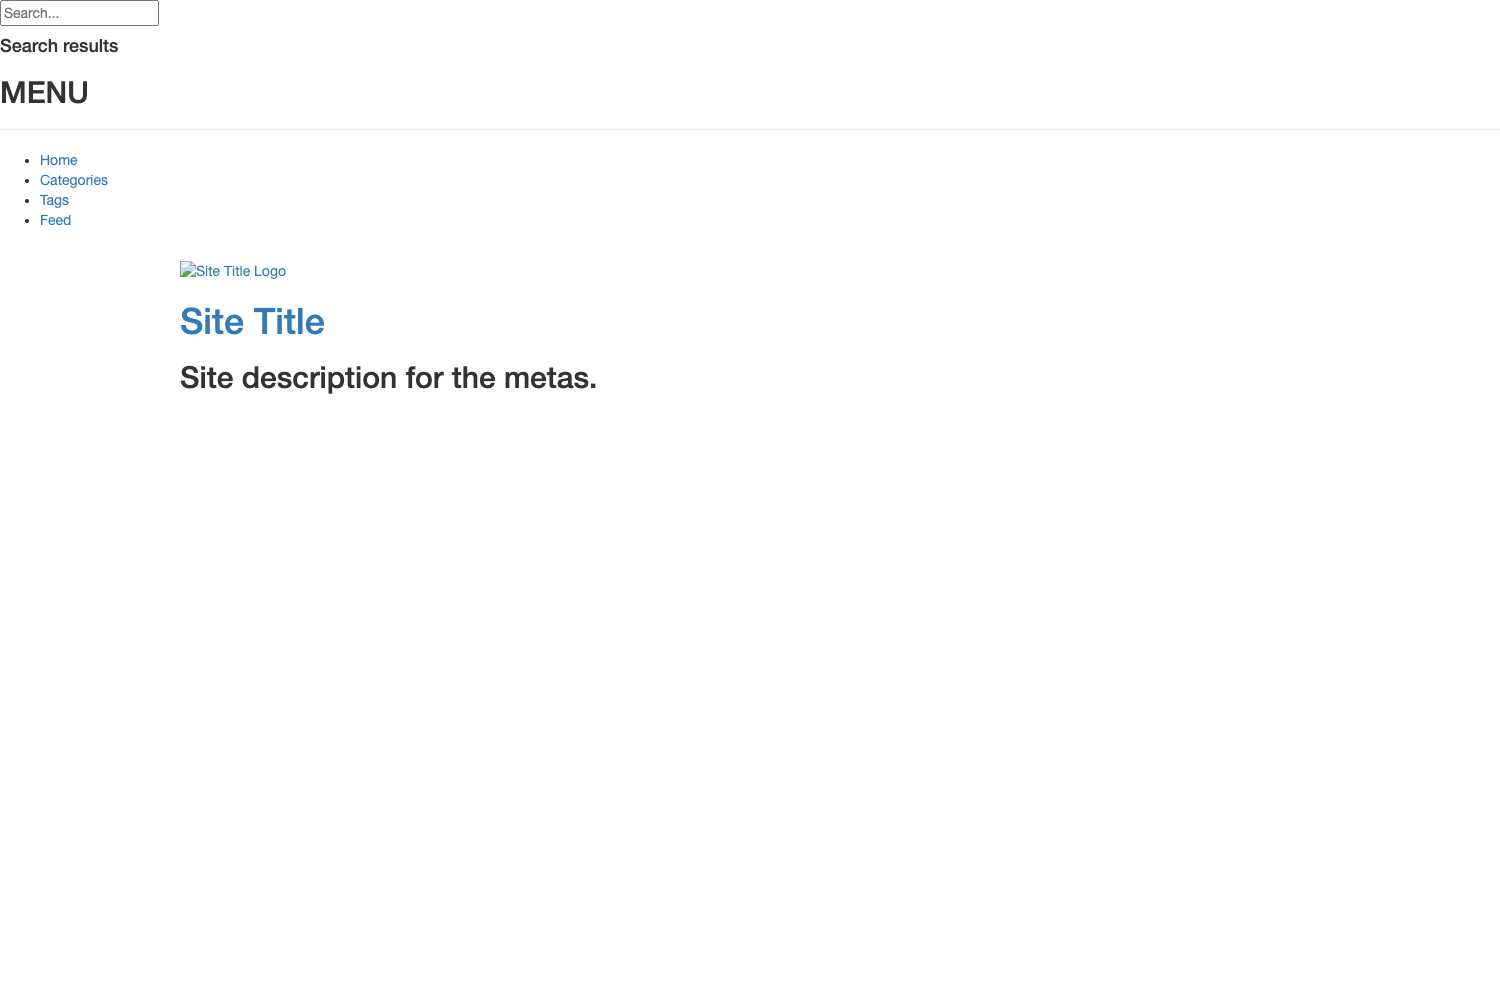 Search...
Search results
MENU
Home
Categories
Tags
Feed
Site Title Logo
Site Title
Site description for the metas.